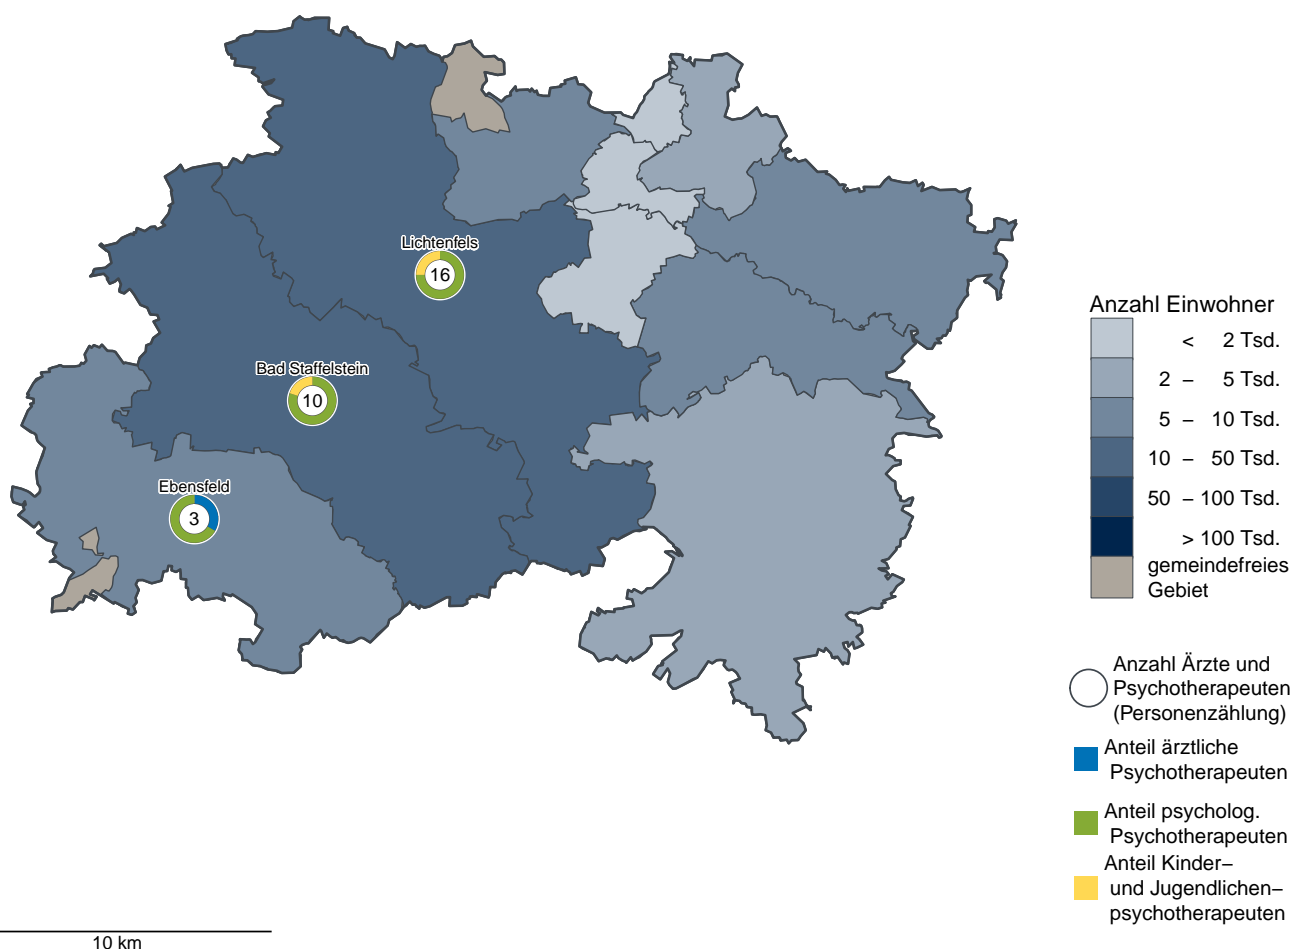 Lichtenfels
16
Bad Staffelstein
10
Ebensfeld
3
Anzahl Einwohner
< 2 Tsd.
2 – 5 Tsd.
5 – 10 Tsd.
10 – 50 Tsd.
50 – 100 Tsd.
> 100 Tsd.
gemeindefreies
Gebiet
Anzahl Ärzte und
Psychotherapeuten
(Personenzählung)
Anteil ärztliche
Psychotherapeuten
Anteil psycholog.
Psychotherapeuten
Anteil Kinder–
und Jugendlichen–
psychotherapeuten
10 km